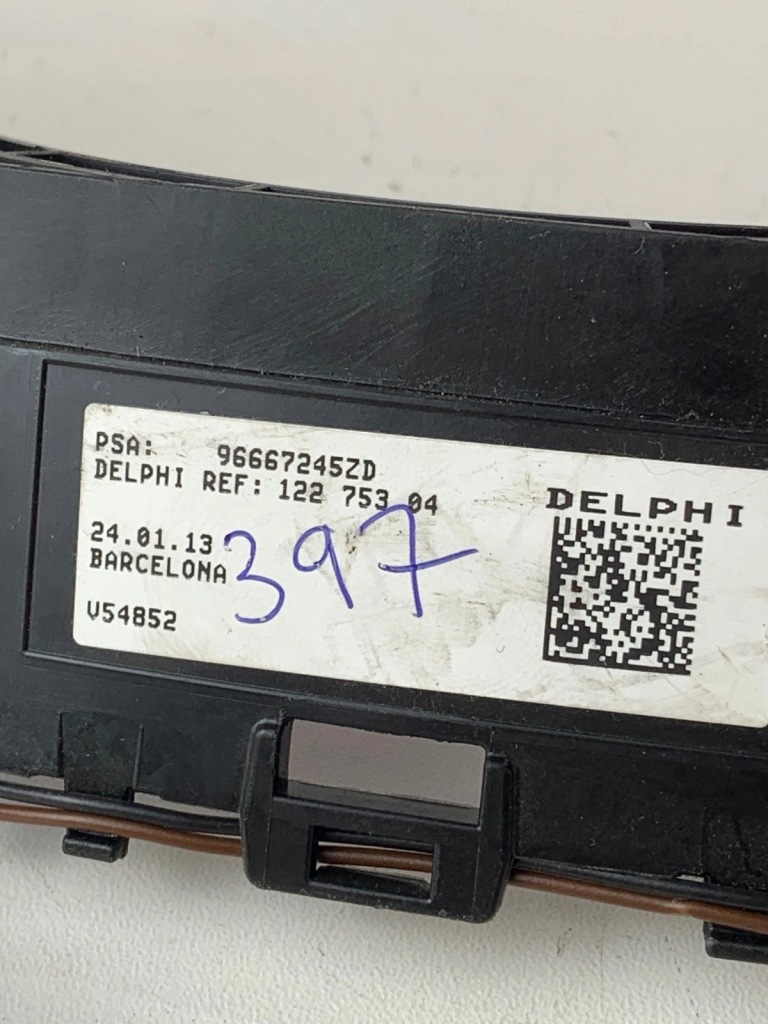 PSA: 96667245ZD
DELPHI REF: 122 753 04
24.01.13
BARCELONA
V54852
397
DELPHI